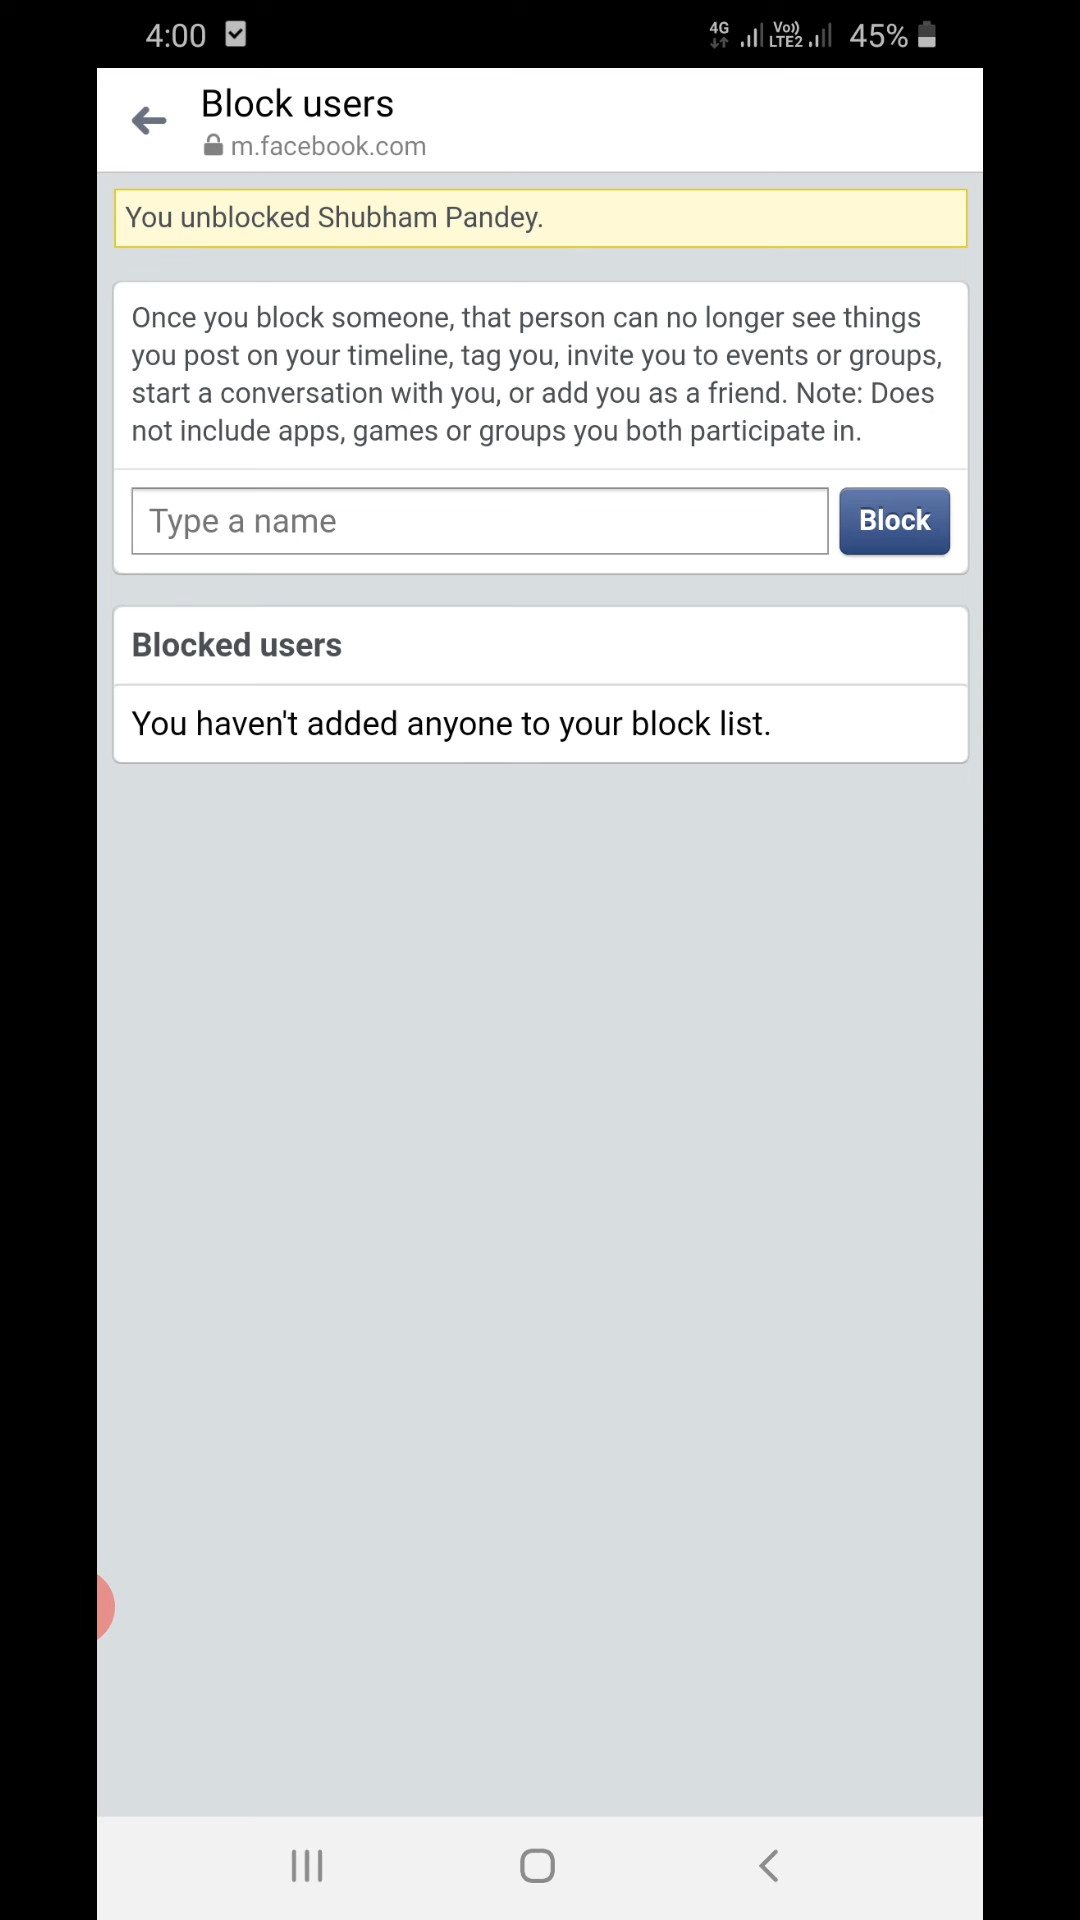 4:00 4G Vo)) LTE2 45%
Block users
m.facebook.com
You unblocked Shubham Pandey.
Once you block someone, that person can no longer see things
you post on your timeline, tag you, invite you to events or groups,
start a conversation with you, or add you as a friend. Note: Does
not include apps, games or groups you both participate in.
Type a name Block
Blocked users
You haven't added anyone to your block list.